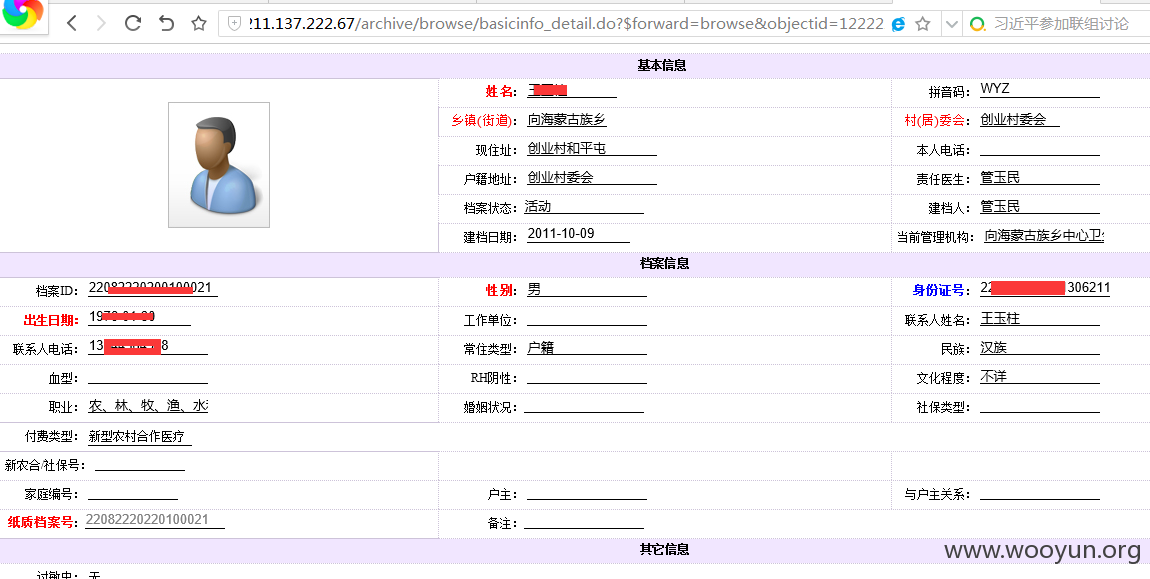 211.137.222.67/archive/browse/basicinfo_detail.do?$forward=browse&objectid=12222 习近平参加联组讨论
基本信息
姓名： 拼音码： WYZ
乡镇(街道)： 向海蒙古族乡 村(居)委会： 创业村委会
现住址： 创业村和平屯 本人电话：
户籍地址： 创业村委会 责任医生： 管玉民
档案状态： 活动 建档人： 管玉民
建档日期： 2011-10-09 当前管理机构： 向海蒙古族乡中心卫
档案信息
档案ID： 性别： 男 身份证号： 22 306211
出生日期： 19 工作单位： 联系人姓名： 王玉柱
联系人电话： 13 8 常住类型： 户籍 民族： 汉族
血型： RH阴性： 文化程度： 不详
职业： 农、林、牧、渔、水 婚姻状况： 社保类型：
付费类型： 新型农村合作医疗
新农合/社保号：
家庭编号： 户主： 与户主关系：
纸质档案号： 22082220220100021 备注：
其它信息
过敏史： 无
www.wooyun.org